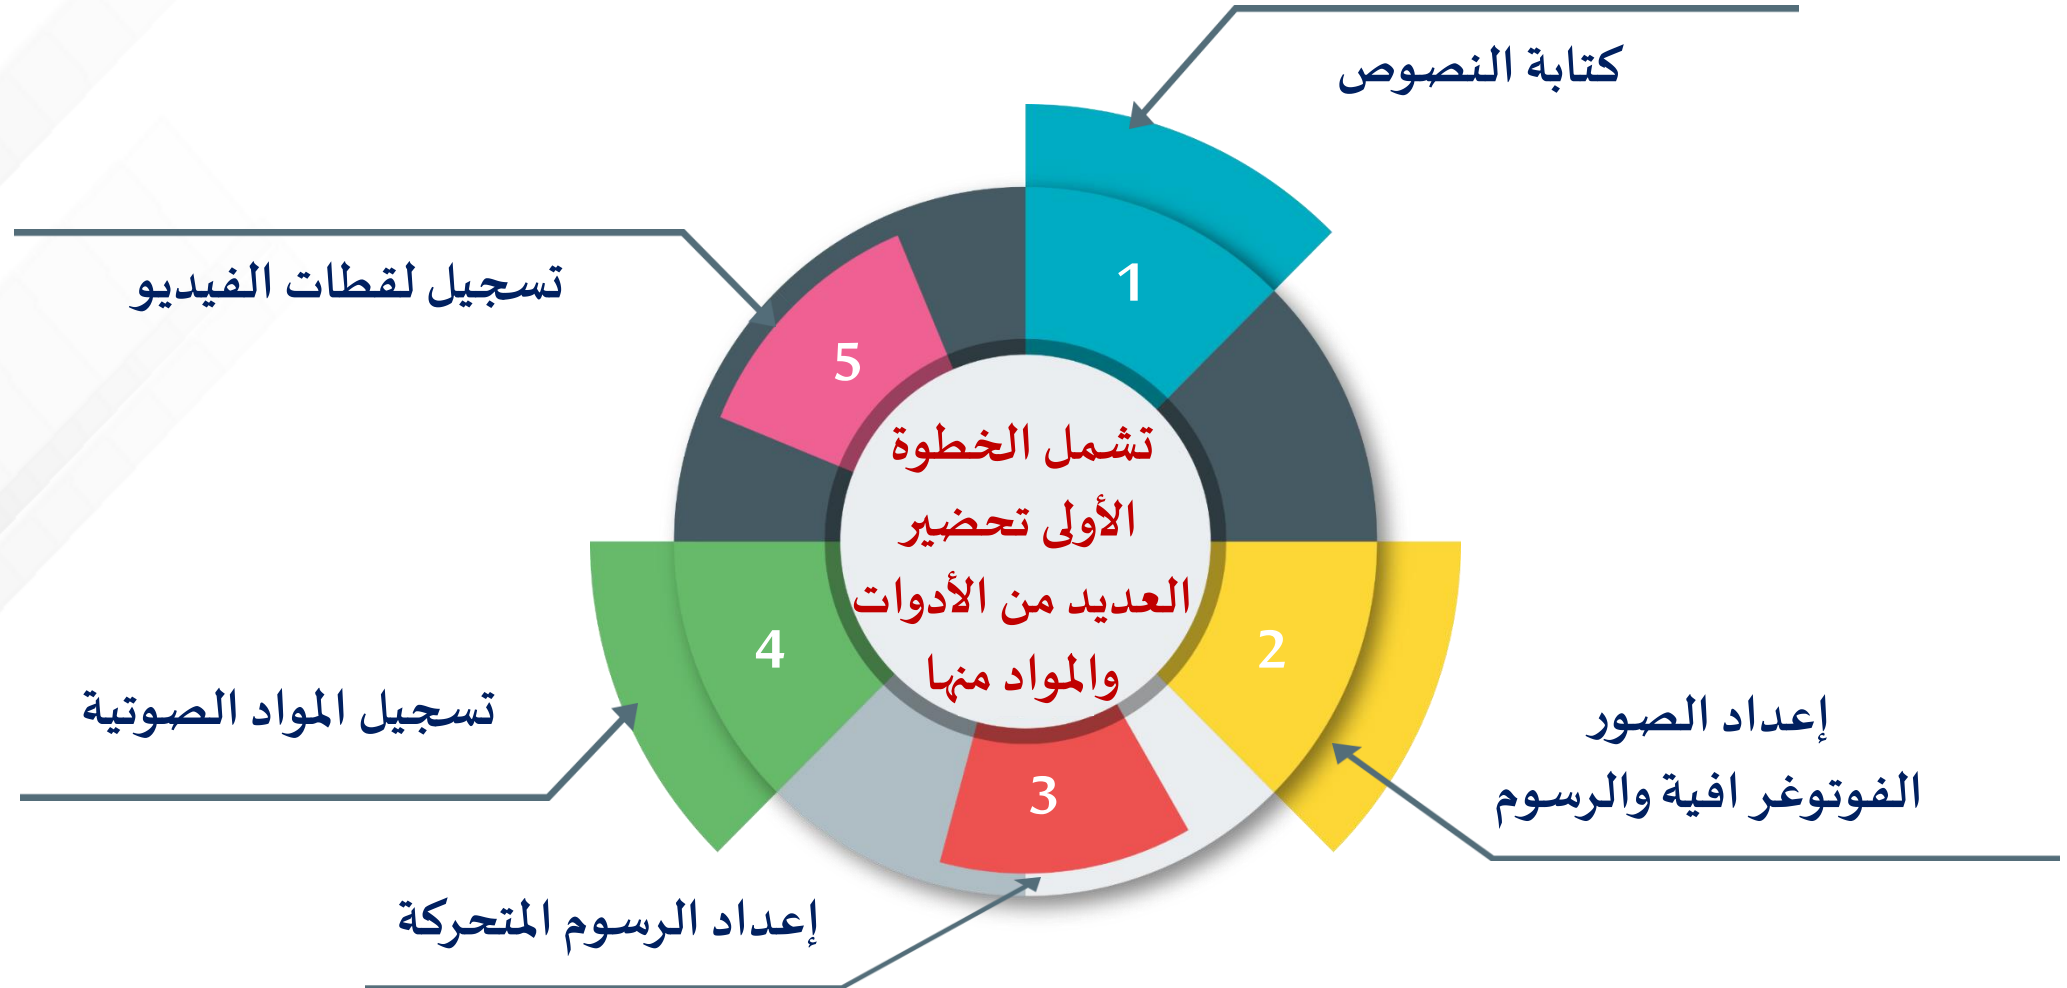 تشمل الخطوة
الأولى تحضير
العديد من الأدوات
والمواد منها
1
كتابة النصوص
2
إعداد الصور
الفوتوغر افية والرسوم
3
إعداد الرسوم المتحركة
4
تسجيل المواد الصوتية
5
تسجيل لقطات الفيديو